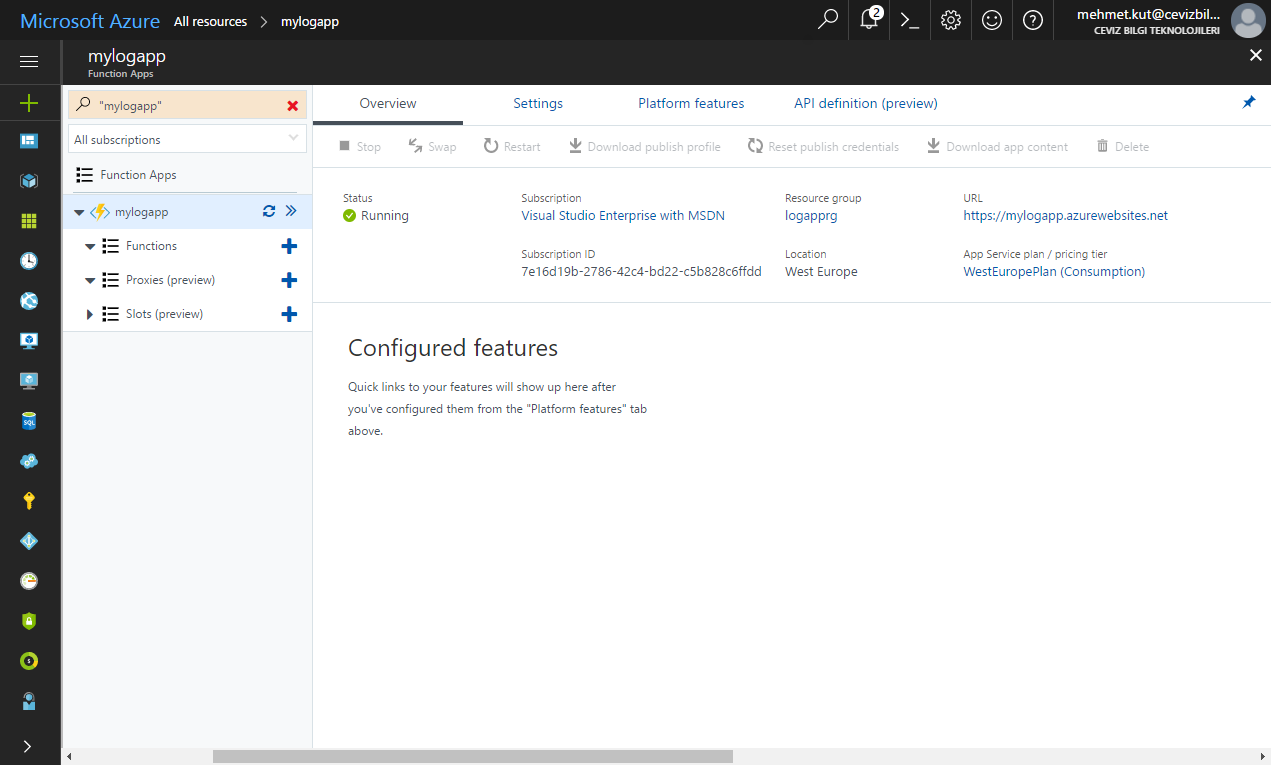 Microsoft Azure All resources > mylogapp
2
mehmet.kut@cevizbil...
CEVIZ BILGI TEKNOLOJILERI
mylogapp
Function Apps
"mylogapp"
All subscriptions
Function Apps
mylogapp
Functions
Proxies (preview)
Slots (preview)
Overview Settings Platform features API definition (preview)
Stop Swap Restart Download publish profile Reset publish credentials Download app content Delete
Status Subscription Resource group URL
Running Visual Studio Enterprise with MSDN logapprg https://mylogapp.azurewebsites.net
Subscription ID Location App Service plan / pricing tier
7e16d19b-2786-42c4-bd22-c5b828c6ffdd West Europe WestEuropePlan (Consumption)
Configured features
Quick links to your features will show up here after
you've configured them from the "Platform features" tab
above.
SQL